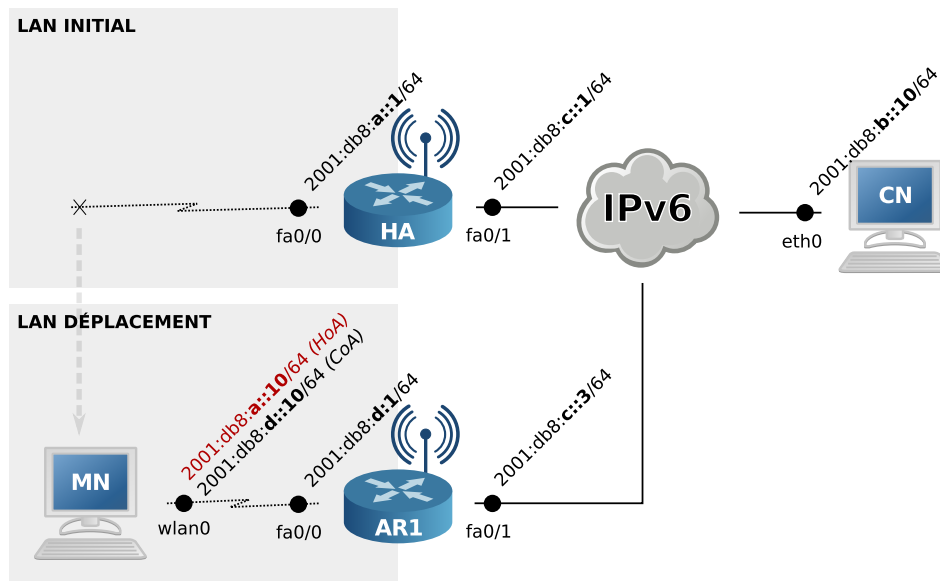 LAN INITIAL
2001:db8:a::1/64
2001:db8:c::1/64
2001:db8:b::10/64
CN
IPv6
HA
fa0/0
fa0/1
eth0
LAN DÉPLACEMENT
2001:db8:a::10/64 (HoA)
2001:db8:d::10/64 (CoA)
2001:db8:d:1/64
2001:db8:c::3/64
MN
AR1
wlan0
fa0/0
fa0/1